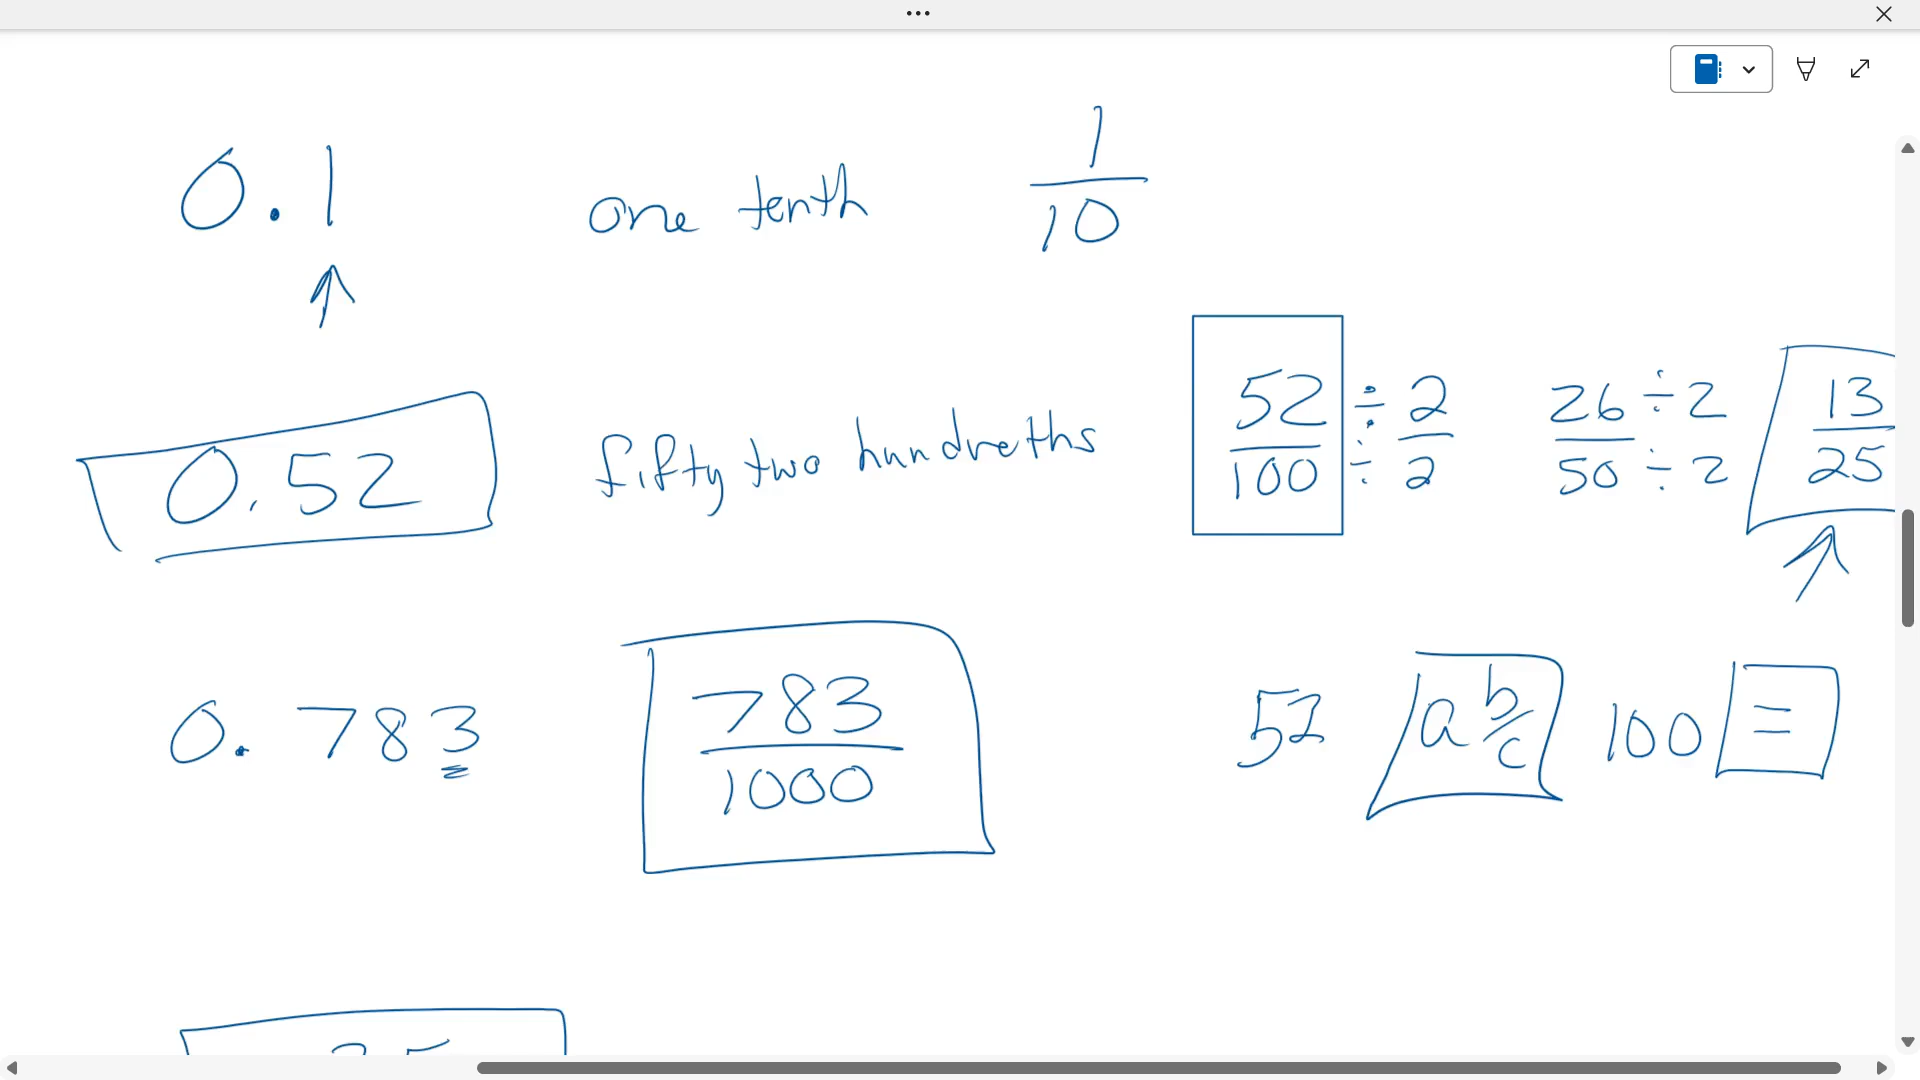 0.1 one tenth 1/10
0.52 fifty two hundreths 52/100 ÷ 2/÷ 2 26 ÷ 2/50 ÷ 2 13/25
0.783 783/1000 52 a b/c 100 =